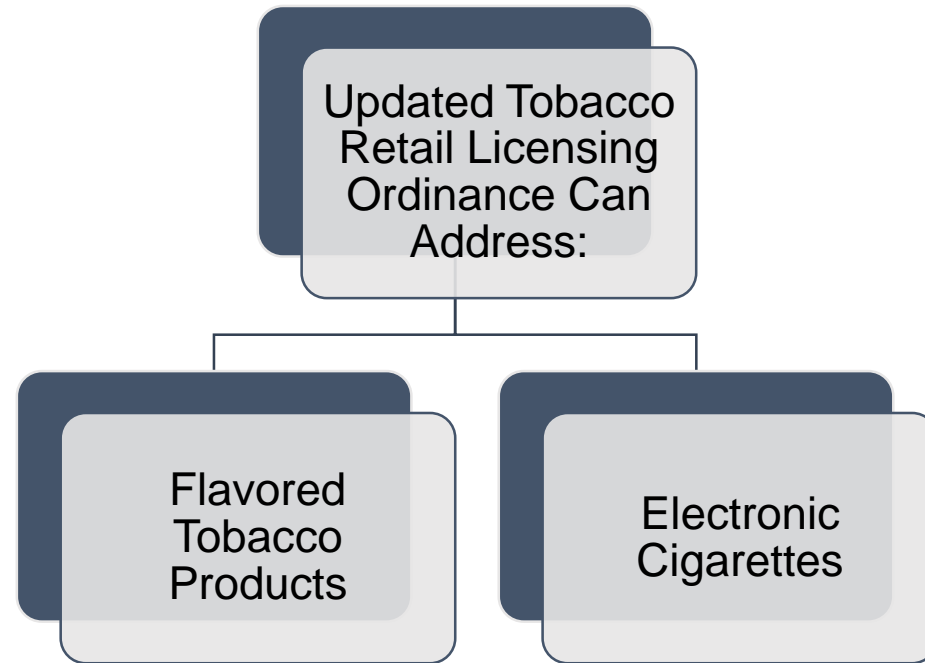 Updated Tobacco
Retail Licensing
Ordinance Can
Address:
Flavored
Tobacco
Products
Electronic
Cigarettes